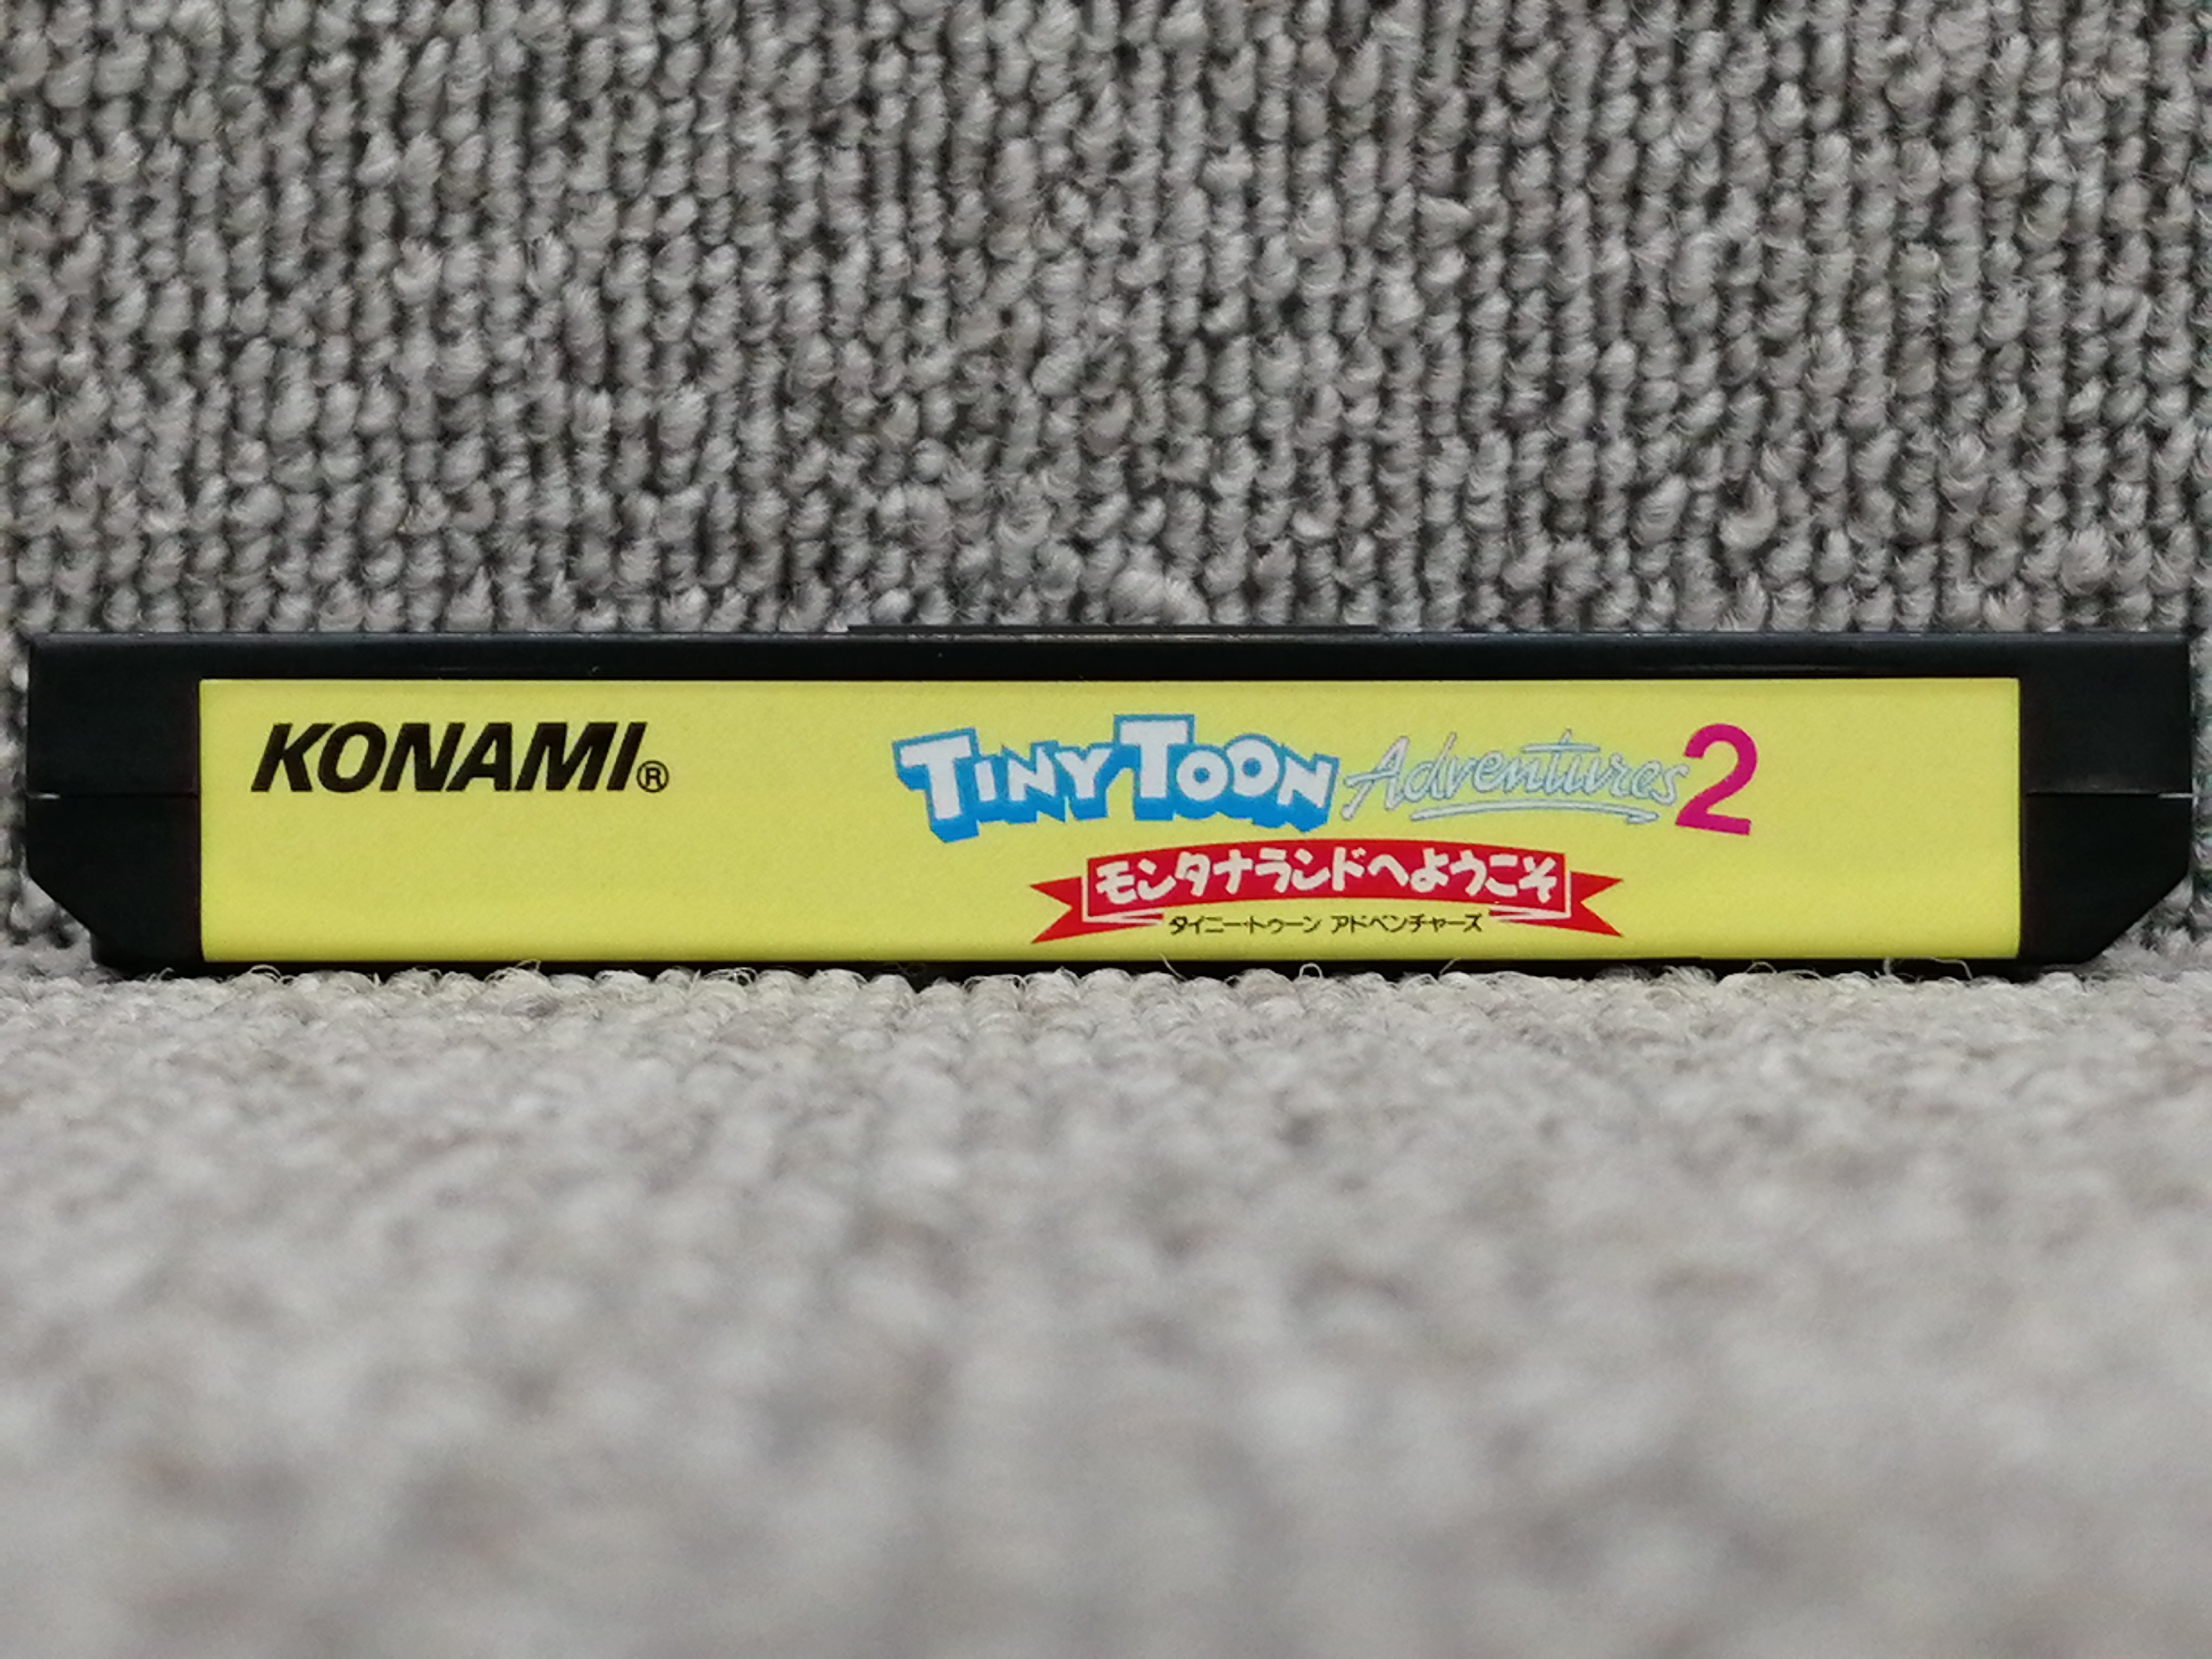 KONAMI®
TINY TOON Adventures 2
モンタナランドへようこそ
タイニー・トゥーン アドベンチャーズ